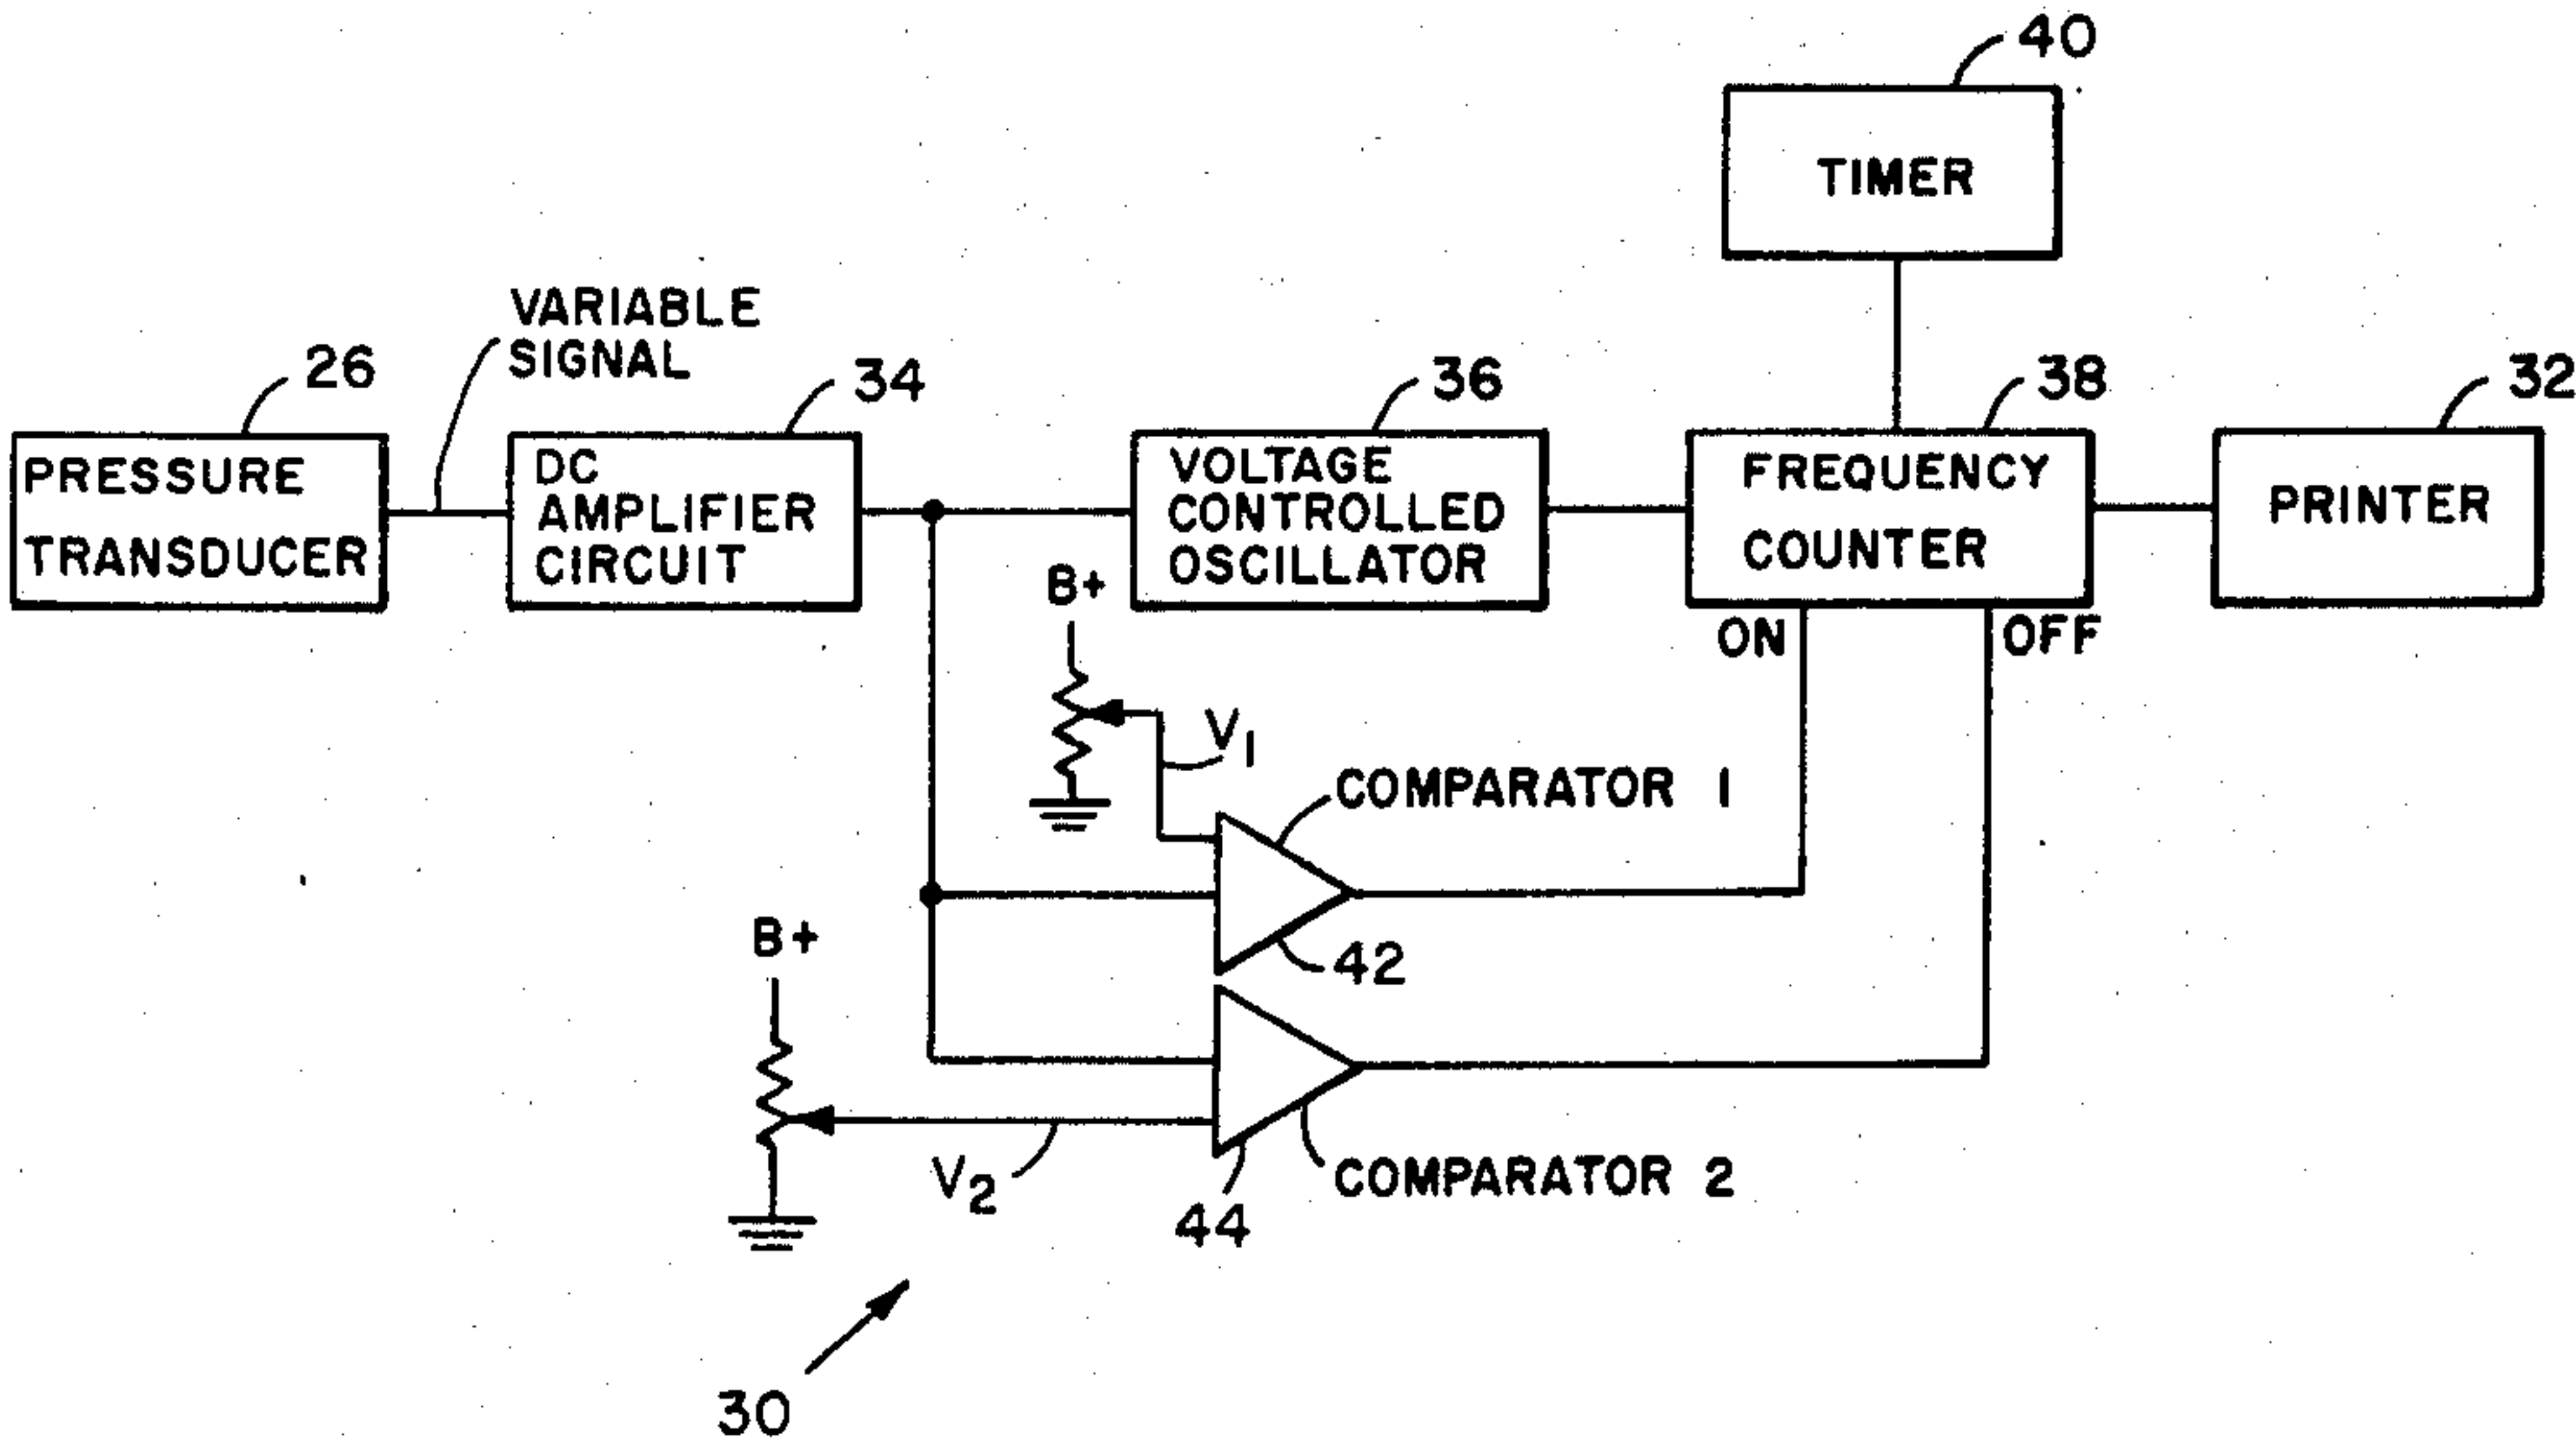 40
TIMER
VARIABLE
SIGNAL
26
34
36
38
32
PRESSURE
TRANSDUCER
DC
AMPLIFIER
CIRCUIT
VOLTAGE
CONTROLLED
OSCILLATOR
FREQUENCY
COUNTER
PRINTER
B+
ON
OFF
V1
COMPARATOR 1
42
B+
V2
44
COMPARATOR 2
30